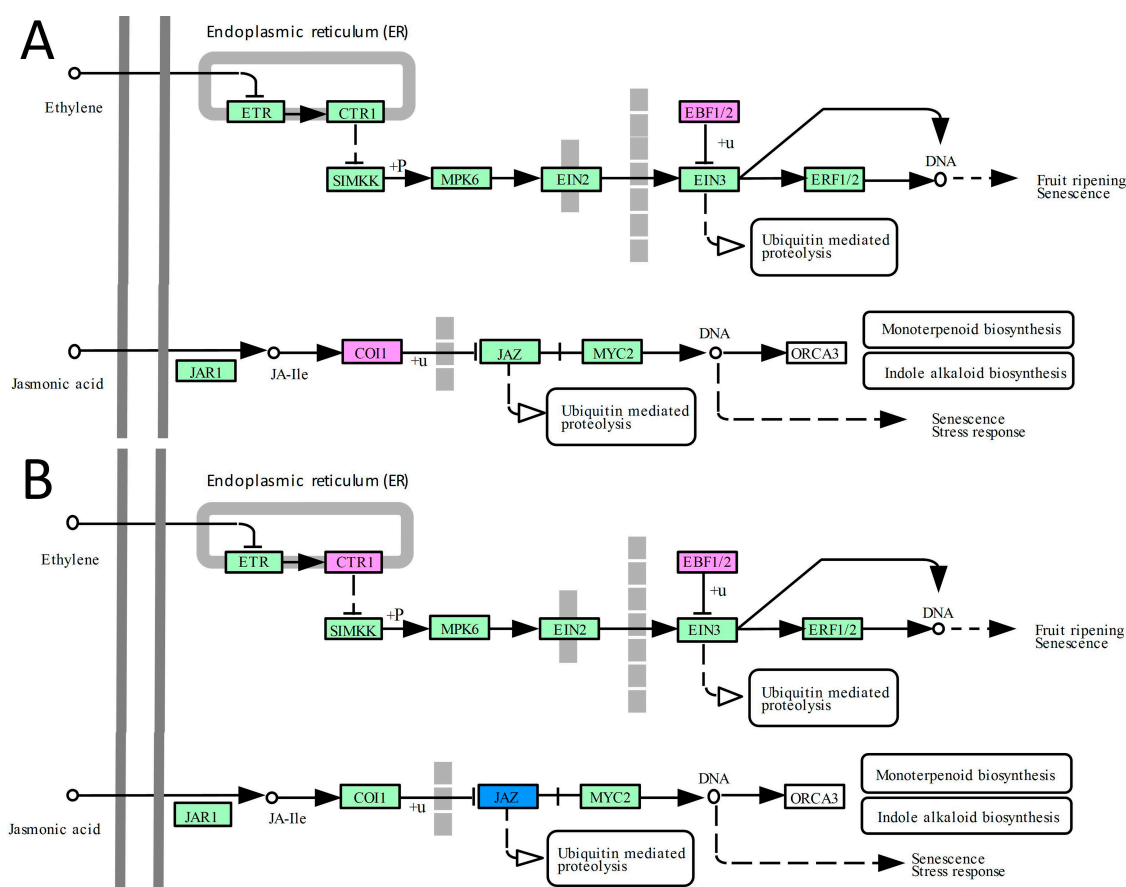 A
Endoplasmic reticulum (ER)
Ethylene
ETR
CTR1
EBF1/2
+u
SIMKK
+P
MPK6
EIN2
EIN3
ERF1/2
DNA
Fruit ripening
Senescence
Ubiquitin mediated
proteolysis
Jasmonic acid
JAR1
JA-Ile
COI1
+u
JAZ
MYC2
DNA
ORCA3
Monoterpenoid biosynthesis
Indole alkaloid biosynthesis
Ubiquitin mediated
proteolysis
Senescence
Stress response
B
Endoplasmic reticulum (ER)
Ethylene
ETR
CTR1
EBF1/2
+u
SIMKK
+P
MPK6
EIN2
EIN3
ERF1/2
DNA
Fruit ripening
Senescence
Ubiquitin mediated
proteolysis
Jasmonic acid
JAR1
JA-Ile
COI1
+u
JAZ
MYC2
DNA
ORCA3
Monoterpenoid biosynthesis
Indole alkaloid biosynthesis
Ubiquitin mediated
proteolysis
Senescence
Stress response